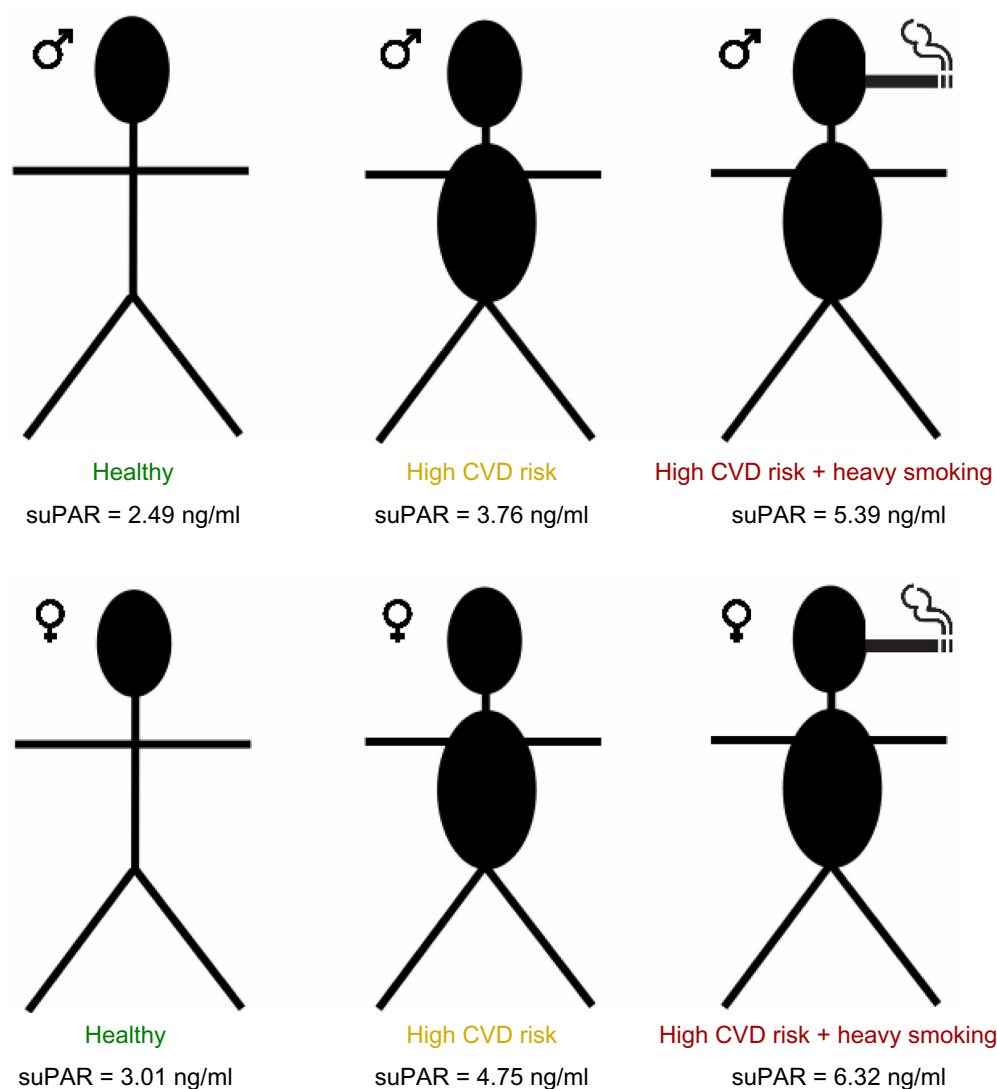 Healthy
High CVD risk
High CVD risk + heavy smoking
suPAR = 2.49 ng/ml
suPAR = 3.76 ng/ml
suPAR = 5.39 ng/ml
Healthy
High CVD risk
High CVD risk + heavy smoking
suPAR = 3.01 ng/ml
suPAR = 4.75 ng/ml
suPAR = 6.32 ng/ml